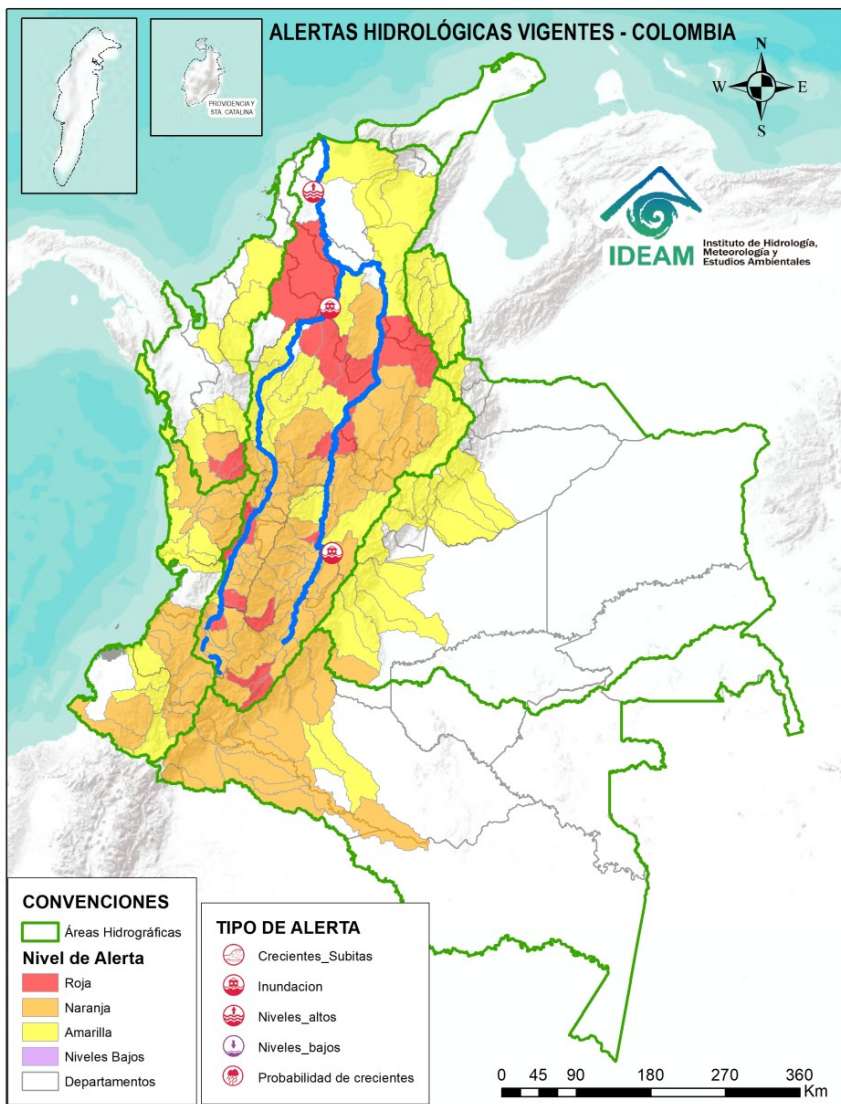 ALERTAS HIDROLÓGICAS VIGENTES - COLOMBIA
PROVIDENCIA Y
STA. CATALINA
N
W
E
S
IDEAM
Instituto de Hidrología,
Meteorología y
Estudios Ambientales
CONVENCIONES
Áreas Hidrográficas
Nivel de Alerta
Roja
Naranja
Amarilla
Niveles Bajos
Departamentos
TIPO DE ALERTA
Crecientes_Subitas
Inundacion
Niveles_altos
Niveles_bajos
Probabilidad de crecientes
0 45 90 180 270 360
Km